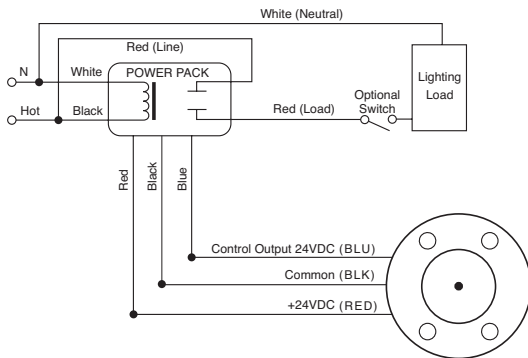 White (Neutral)
Red (Line)
N
White
POWER PACK
Lighting
Load
Optional
Switch
Hot
Black
Red (Load)
Red
Black
Blue
Control Output 24VDC (BLU)
Common (BLK)
+24VDC (RED)